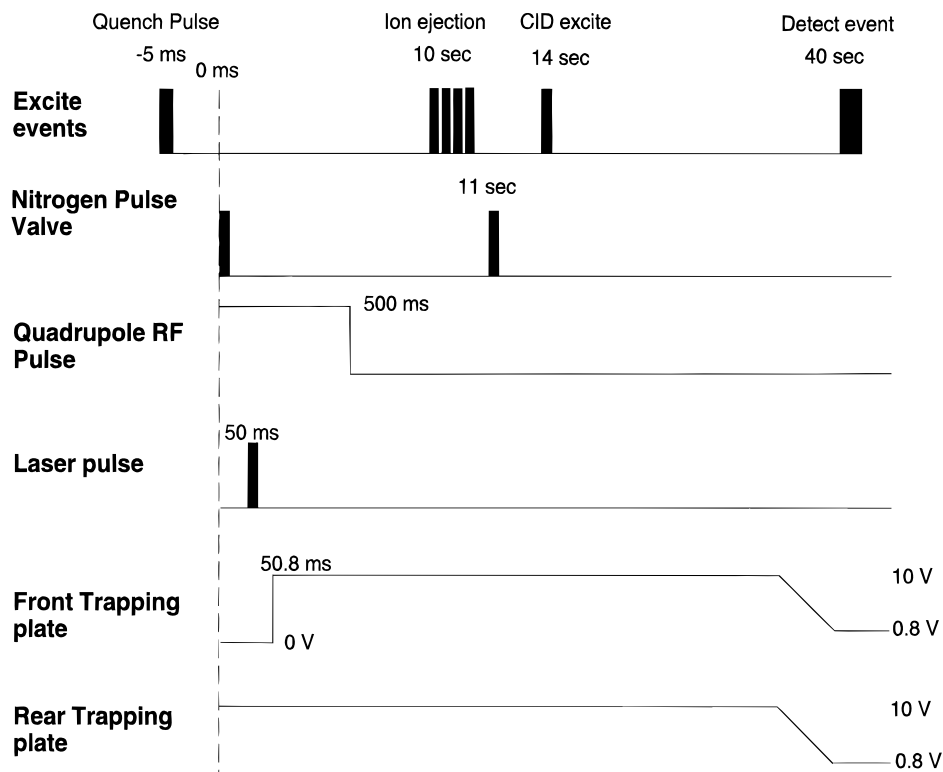 Quench Pulse
-5 ms
0 ms
Ion ejection
10 sec
CID excite
14 sec
Detect event
40 sec
Excite
events
11 sec
Nitrogen Pulse
Valve
500 ms
Quadrupole RF
Pulse
50 ms
Laser pulse
50.8 ms
10 V
Front Trapping
plate
0 V
0.8 V
10 V
Rear Trapping
plate
0.8 V